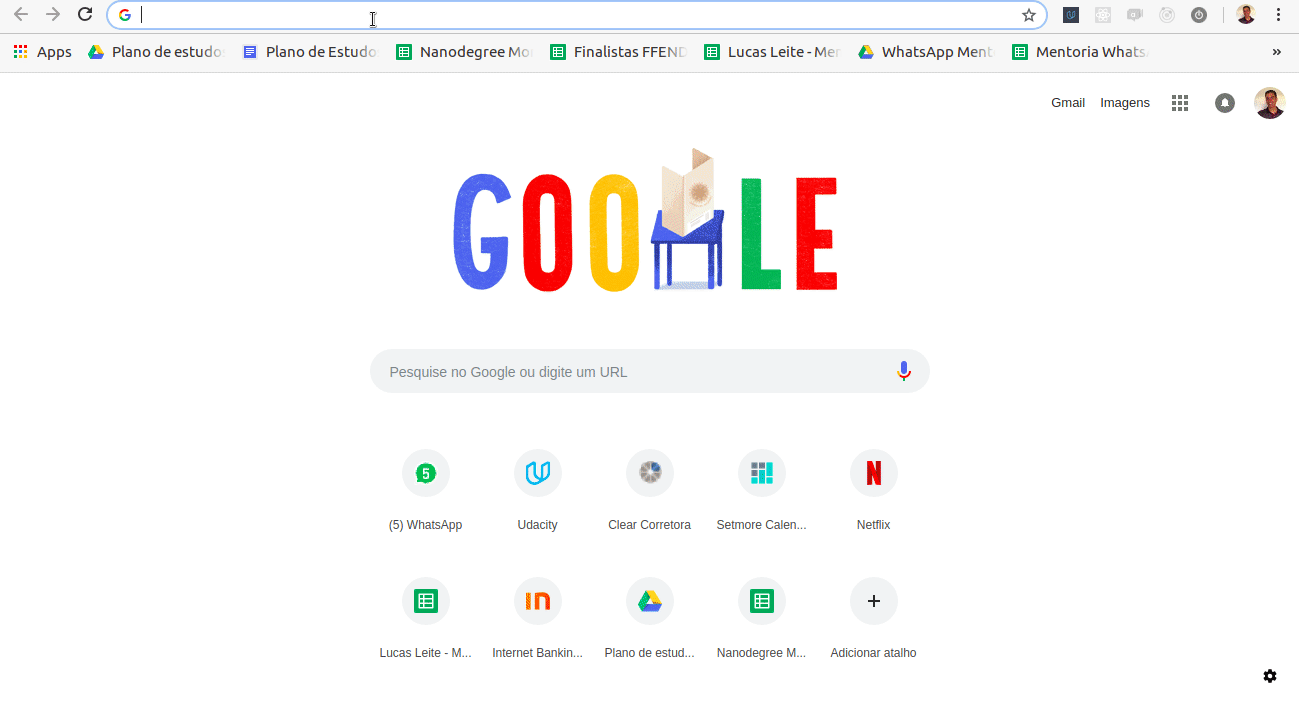 Apps Plano de estudo Plano de Estudo Nanodegree Mo Finalistas FFEND Lucas Leite - Me WhatsApp Ment Mentoria Whats »
Gmail Imagens
GOOGLE
Pesquise no Google ou digite um URL
5
(5) WhatsApp Udacity Clear Corretora Setmore Calen... Netflix
Lucas Leite - M... Internet Bankin... Plano de estud... Nanodegree M... Adicionar atalho